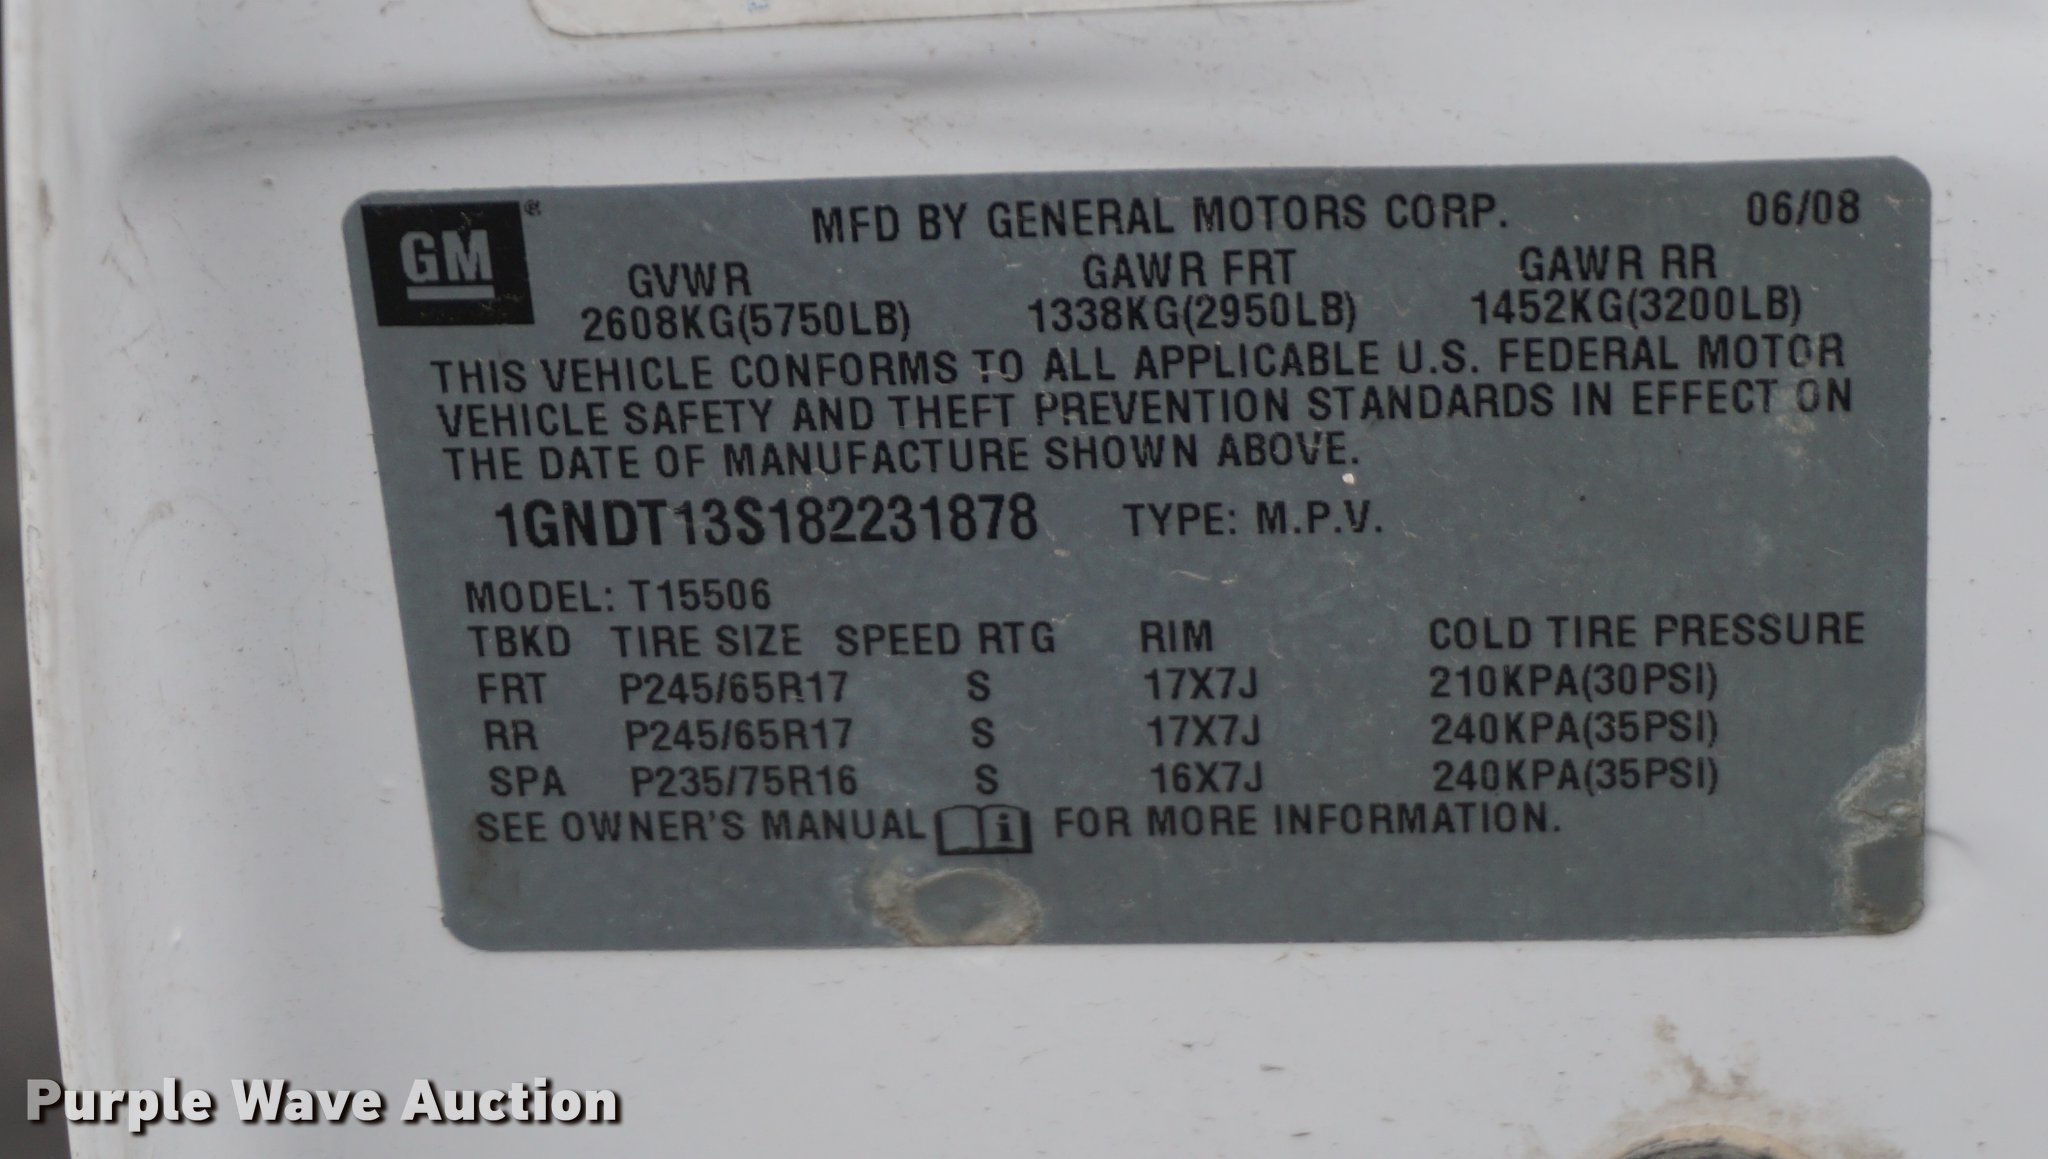 GM ®
MFD BY GENERAL MOTORS CORP. 06/08
GVWR GAWR FRT GAWR RR
2608KG(5750LB) 1338KG(2950LB) 1452KG(3200LB)
THIS VEHICLE CONFORMS TO ALL APPLICABLE U.S. FEDERAL MOTOR
VEHICLE SAFETY AND THEFT PREVENTION STANDARDS IN EFFECT ON
THE DATE OF MANUFACTURE SHOWN ABOVE.
1GNDT13S182231878 TYPE: M.P.V.
MODEL: T15506
TBKD TIRE SIZE SPEED RTG RIM COLD TIRE PRESSURE
FRT P245/65R17 S 17X7J 210KPA(30PSI)
RR P245/65R17 S 17X7J 240KPA(35PSI)
SPA P235/75R16 S 16X7J 240KPA(35PSI)
SEE OWNER'S MANUAL i FOR MORE INFORMATION.
Purple Wave Auction